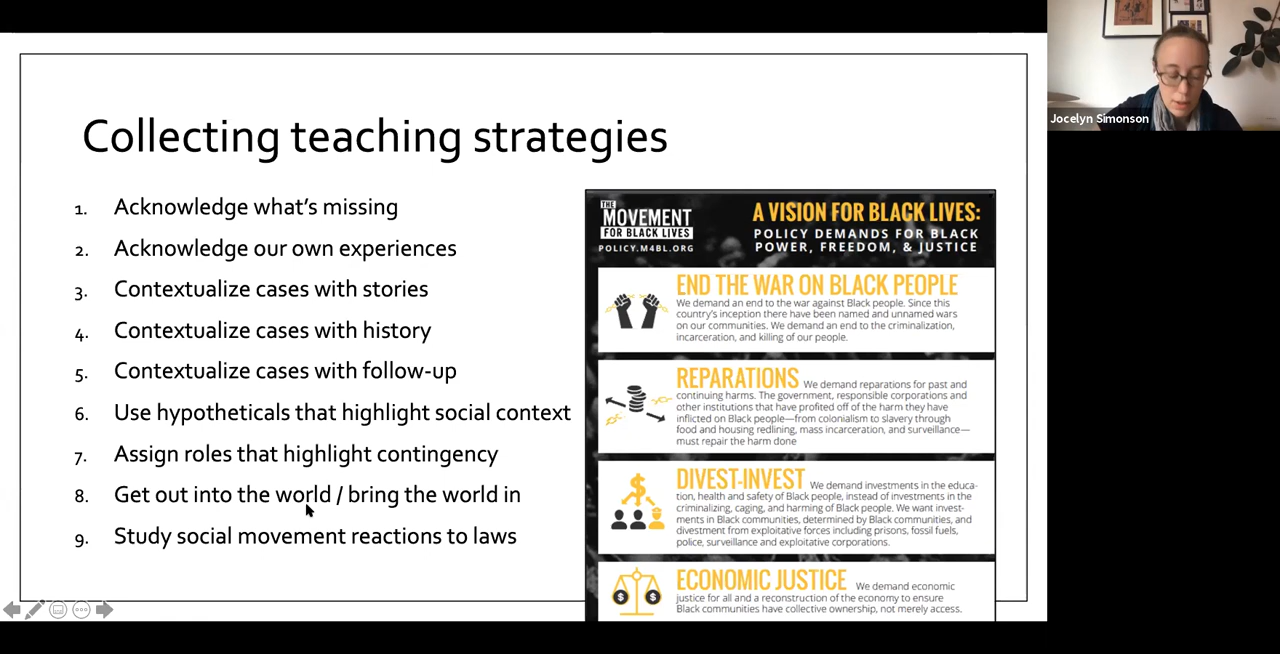 Collecting teaching strategies
1. Acknowledge what's missing
2. Acknowledge our own experiences
3. Contextualize cases with stories
4. Contextualize cases with history
5. Contextualize cases with follow-up
6. Use hypotheticals that highlight social context
7. Assign roles that highlight contingency
8. Get out into the world / bring the world in
9. Study social movement reactions to laws
THE
MOVEMENT
FOR BLACK LIVES
POLICY.M4BL.ORG
A VISION FOR BLACK LIVES:
POLICY DEMANDS FOR BLACK
POWER, FREEDOM, & JUSTICE
END THE WAR ON BLACK PEOPLE
We demand an end to the war against Black people. Since this
country's inception there have been named and unnamed wars
on our communities. We demand an end to the criminalization,
incarceration, and killing of our people.
REPARATIONS We demand reparations for past and
continuing harms. The government, responsible corporations and
other institutions that have profited off of the harm they have
inflicted on Black people—from colonialism to slavery through
food and housing redlining, mass incarceration, and surveillance—
must repair the harm done
$
DIVEST-INVEST We demand investments in the educa-
tion, health and safety of Black people, instead of investments in the
criminalizing, caging, and harming of Black people. We want invest-
ments in Black communities, determined by Black communities, and
divestment from exploitative forces including prisons, fossil fuels,
police, surveillance and exploitative corporations.
$ $
ECONOMIC JUSTICE We demand economic
justice for all and a reconstruction of the economy to ensure
Black communities have collective ownership, not merely access.
Jocelyn Simonson